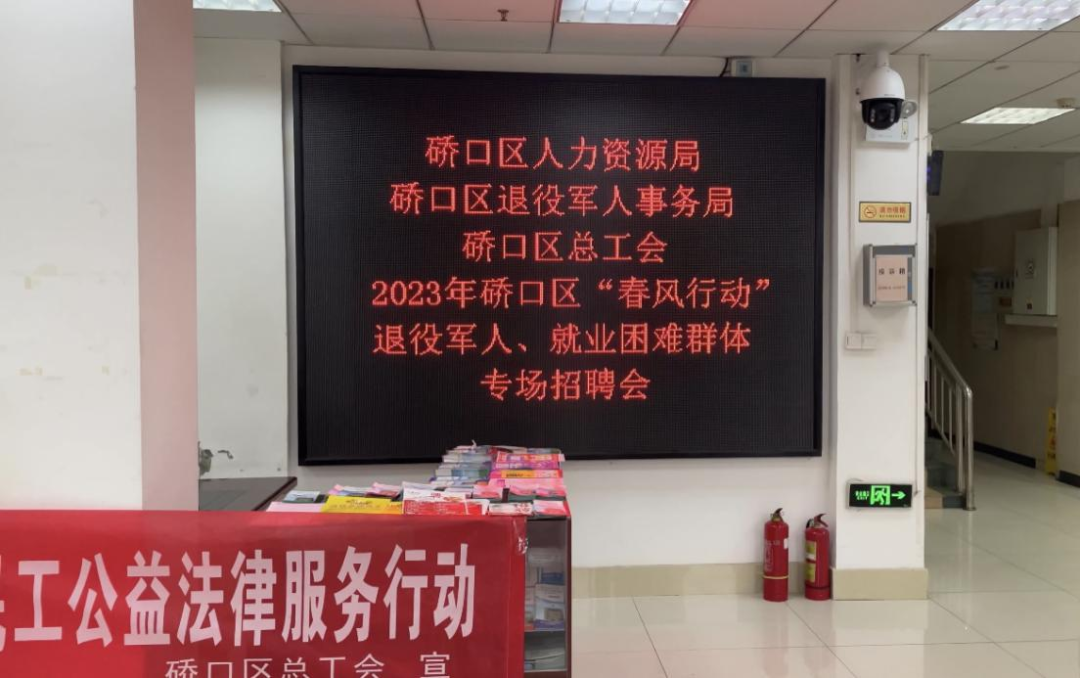 硚口区人力资源局
硚口区退役军人事务局
硚口区总工会
2023年硚口区“春风行动”
退役军人、就业困难群体
专场招聘会
工公益法律服务行动
硚口区总工会 宣